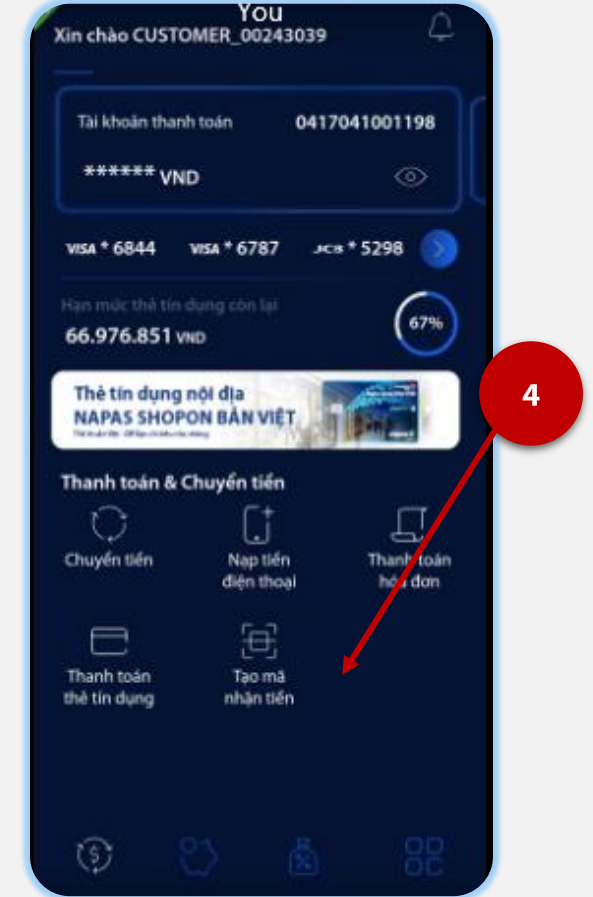 You
Xin chào CUSTOMER_00243039
Tài khoản thanh toán 0417041001198
****** VND
VISA * 6844 VISA * 6787 JCB * 5298
Hạn mức thẻ tín dụng còn lại
66.976.851 VND
67%
Thẻ tín dụng nội địa
NAPAS SHOPON BẢN VIỆT
4
Thanh toán & Chuyển tiền
Chuyển tiền
Nạp tiền
điện thoại
Thanh toán
hóa đơn
Thanh toán
thẻ tín dụng
Tạo mã
nhận tiền